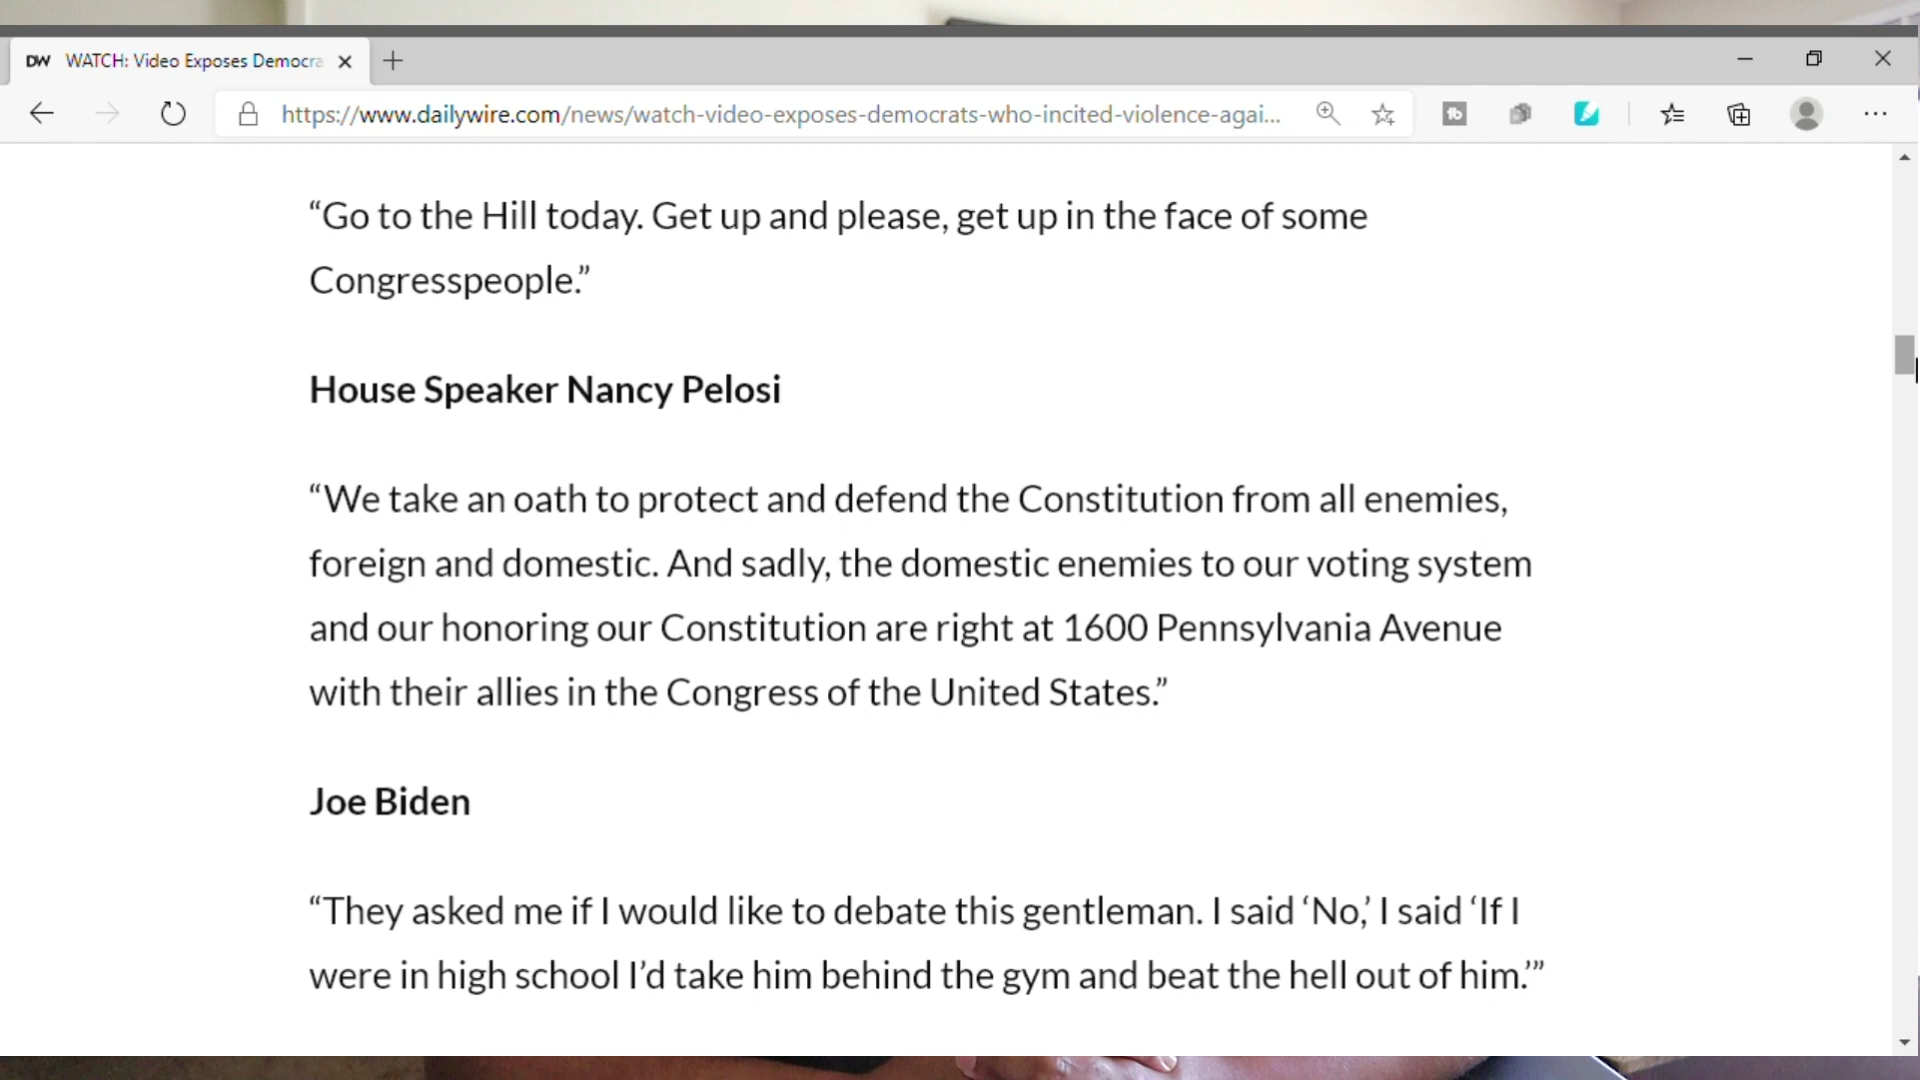 DW WATCH: Video Exposes Democra
https://www.dailywire.com/news/watch-video-exposes-democrats-who-incited-violence-agai...
“Go to the Hill today. Get up and please, get up in the face of some
Congresspeople.”
House Speaker Nancy Pelosi
“We take an oath to protect and defend the Constitution from all enemies,
foreign and domestic. And sadly, the domestic enemies to our voting system
and our honoring our Constitution are right at 1600 Pennsylvania Avenue
with their allies in the Congress of the United States.”
Joe Biden
“They asked me if I would like to debate this gentleman. I said ‘No,’ I said ‘If I
were in high school I’d take him behind the gym and beat the hell out of him.’”